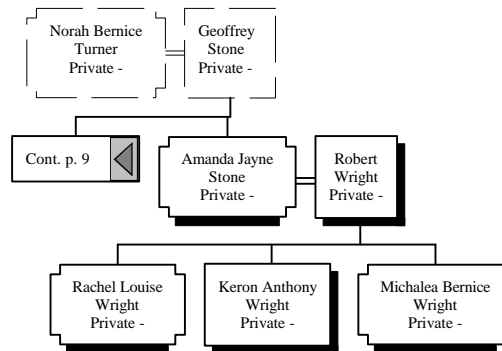 Norah Bernice
Turner
Private -
Geoffrey
Stone
Private -
Cont. p. 9
Amanda Jayne
Stone
Private -
Robert
Wright
Private -
Rachel Louise
Wright
Private -
Keron Anthony
Wright
Private -
Michalea Bernice
Wright
Private -